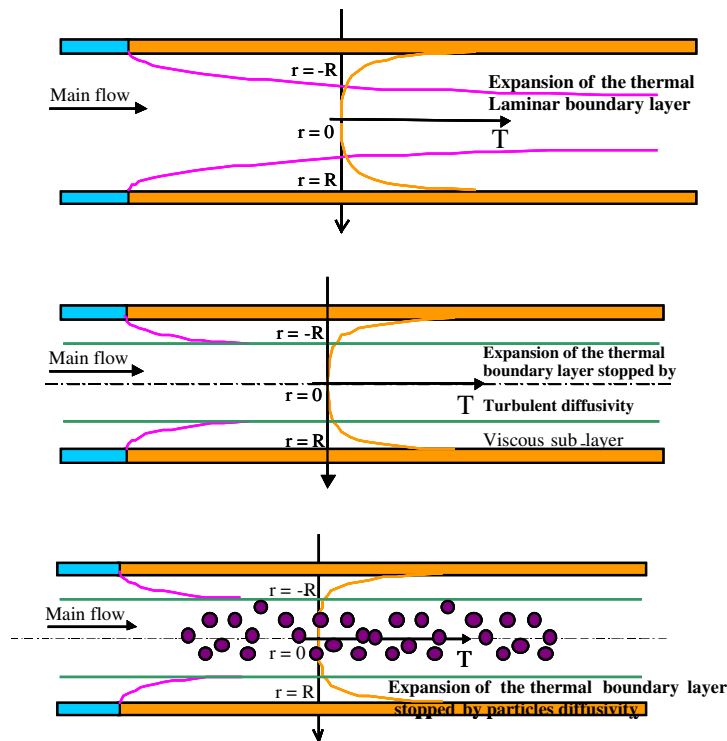 r = -R
Expansion of the thermal
Main flow
Laminar boundary layer
r = 0
T
r = R
r = -R
Main flow
Expansion of the thermal
boundary layer stopped by
r = 0
T
Turbulent diffusivity
r = R
Viscous sub-layer
r = -R
Main flow
r = 0
T
r = R
Expansion of the thermal boundary layer
stopped by particles diffusivity